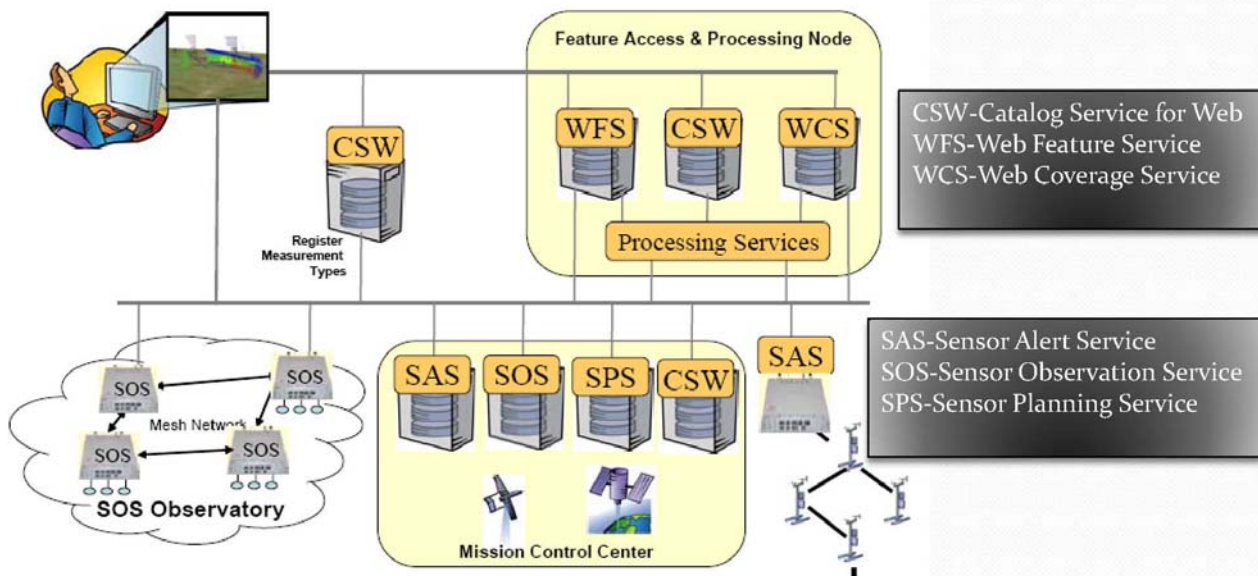 Feature Access & Processing Node
WFS
CSW
WCS
CSW
Processing Services
Register
Measurement
Types
CSW-Catalog Service for Web
WFS-Web Feature Service
WCS-Web Coverage Service
SOS
SOS
Mesh Network
SOS
SOS
SOS Observatory
SAS
SOS
SPS
CSW
Mission Control Center
SAS
SAS-Sensor Alert Service
SOS-Sensor Observation Service
SPS-Sensor Planning Service